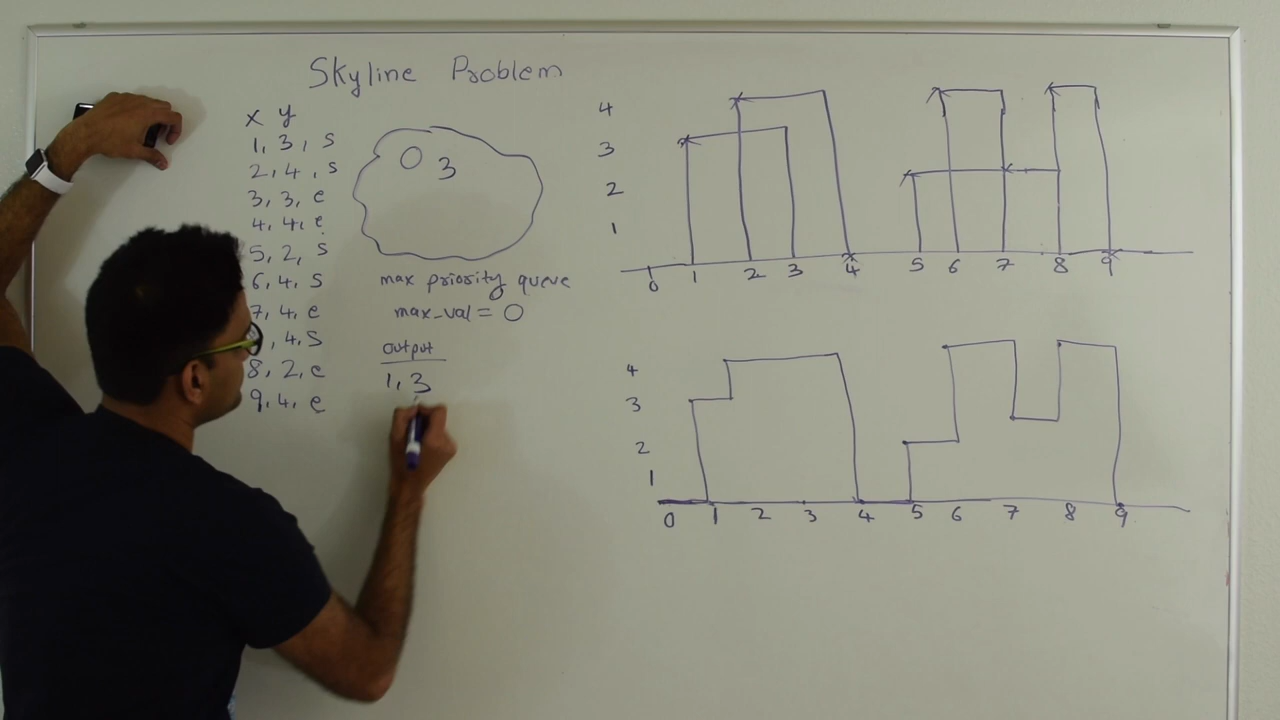 Skyline Problem
x y
1, 3, s
2, 4, s
3, 3, e
4, 4, e
5, 2, s
6, 4, s
7, 4, e
, 4, s
8, 2, e
9, 4, e
0 3
max priority queue
max_val = 0
output
1, 3
4
3
2
1
0 1 2 3 4 5 6 7 8 9
4
3
2
1
0 1 2 3 4 5 6 7 8 9